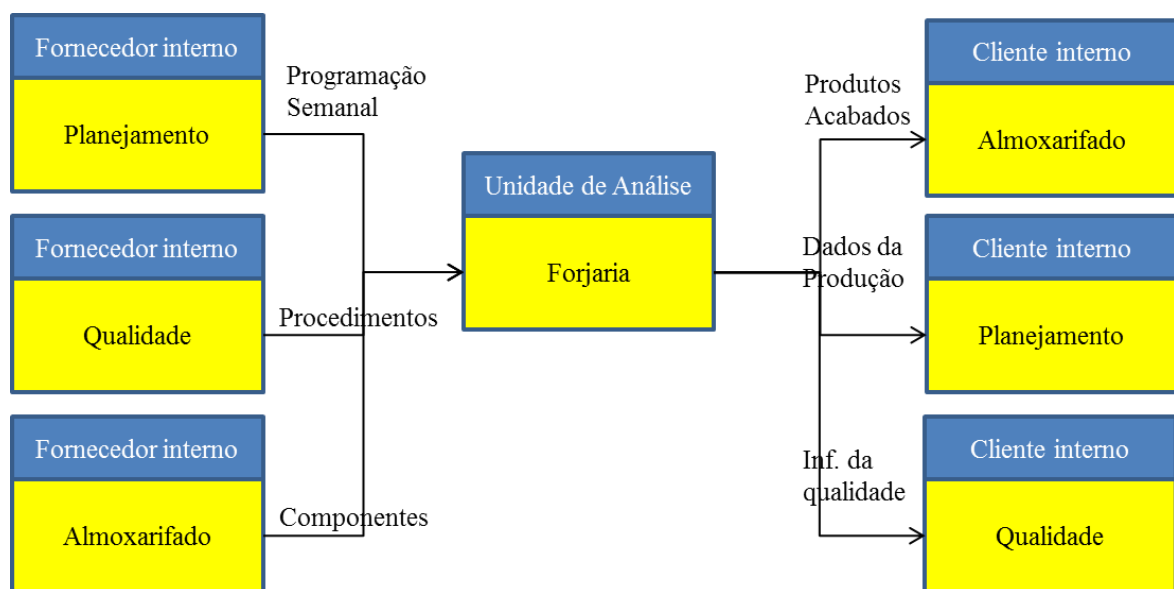 Fornecedor interno
Planejamento
Programação
Semanal
Fornecedor interno
Qualidade
Procedimentos
Fornecedor interno
Almoxarifado
Componentes
Unidade de Análise
Forjaria
Produtos
Acabados
Cliente interno
Almoxarifado
Dados da
Produção
Cliente interno
Planejamento
Inf. da
qualidade
Cliente interno
Qualidade